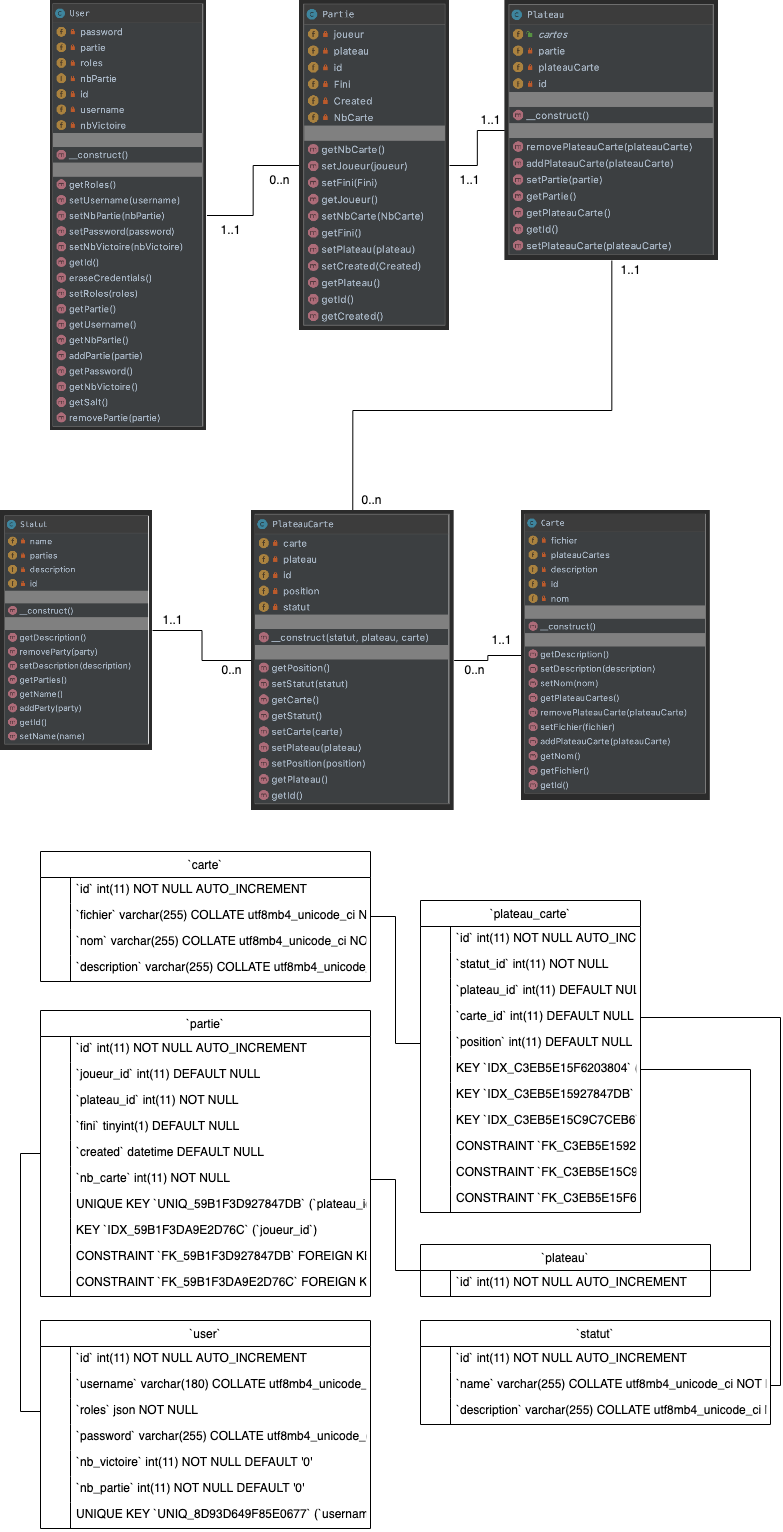 User
password
partie
roles
nbPartie
id
username
nbVictoire
__construct()
getRoles()
setUsername(username)
setNbPartie(nbPartie)
setPassword(password)
setNbVictoire(nbVictoire)
getId()
eraseCredentials()
setRoles(roles)
getPartie()
getUsername()
getNbPartie()
addPartie(partie)
getPassword()
getNbVictoire()
getSalt()
removePartie(partie)
1..1
0..n
Partie
joueur
plateau
id
Fini
Created
NbCarte
getNbCarte()
setJoueur(joueur)
setFini(Fini)
getJoueur()
setNbCarte(NbCarte)
getFini()
setPlateau(plateau)
setCreated(Created)
getPlateau()
getId()
getCreated()
1..1
1..1
Plateau
cartes
partie
plateauCarte
id
__construct()
removePlateauCarte(plateauCarte)
addPlateauCarte(plateauCarte)
setPartie(partie)
getPartie()
getPlateauCarte()
getId()
setPlateauCarte(plateauCarte)
1..1
0..n
Statut
name
parties
description
id
__construct()
getDescription()
removeParty(party)
setDescription(description)
getParties()
getName()
addParty(party)
getId()
setName(name)
1..1
0..n
PlateauCarte
carte
plateau
id
position
statut
__construct(statut, plateau, carte)
getPosition()
setStatut(statut)
getCarte()
getStatut()
setCarte(carte)
setPlateau(plateau)
setPosition(position)
getPlateau()
getId()
1..1
0..n
Carte
fichier
plateauCartes
description
id
nom
__construct()
getDescription()
setDescription(description)
setNom(nom)
getPlateauCartes()
removePlateauCarte(plateauCarte)
setFichier(fichier)
addPlateauCarte(plateauCarte)
getNom()
getFichier()
getId()
`carte`
`id` int(11) NOT NULL AUTO_INCREMENT
`fichier` varchar(255) COLLATE utf8mb4_unicode_ci N
`nom` varchar(255) COLLATE utf8mb4_unicode_ci NO
`description` varchar(255) COLLATE utf8mb4_unicode
`plateau_carte`
`id` int(11) NOT NULL AUTO_INC
`statut_id` int(11) NOT NULL
`plateau_id` int(11) DEFAULT NUL
`carte_id` int(11) DEFAULT NULL
`position` int(11) DEFAULT NULL
KEY `IDX_C3EB5E15F6203804` (
KEY `IDX_C3EB5E15927847DB`
KEY `IDX_C3EB5E15C9C7CEB6
CONSTRAINT `FK_C3EB5E1592
CONSTRAINT `FK_C3EB5E15C9
CONSTRAINT `FK_C3EB5E15F6
`partie`
`id` int(11) NOT NULL AUTO_INCREMENT
`joueur_id` int(11) DEFAULT NULL
`plateau_id` int(11) NOT NULL
`fini` tinyint(1) DEFAULT NULL
`created` datetime DEFAULT NULL
`nb_carte` int(11) NOT NULL
UNIQUE KEY `UNIQ_59B1F3D927847DB` (`plateau_i
KEY `IDX_59B1F3DA9E2D76C` (`joueur_id`)
CONSTRAINT `FK_59B1F3D927847DB` FOREIGN KI
CONSTRAINT `FK_59B1F3DA9E2D76C` FOREIGN K
`plateau`
`id` int(11) NOT NULL AUTO_INCREMENT
`user`
`id` int(11) NOT NULL AUTO_INCREMENT
`username` varchar(180) COLLATE utf8mb4_unicode_
`roles` json NOT NULL
`password` varchar(255) COLLATE utf8mb4_unicode_
`nb_victoire` int(11) NOT NULL DEFAULT '0'
`nb_partie` int(11) NOT NULL DEFAULT '0'
UNIQUE KEY `UNIQ_8D93D649F85E0677` (`usernam
`statut`
`id` int(11) NOT NULL AUTO_INCREMENT
`name` varchar(255) COLLATE utf8mb4_unicode_ci NOT I
`description` varchar(255) COLLATE utf8mb4_unicode_ci I